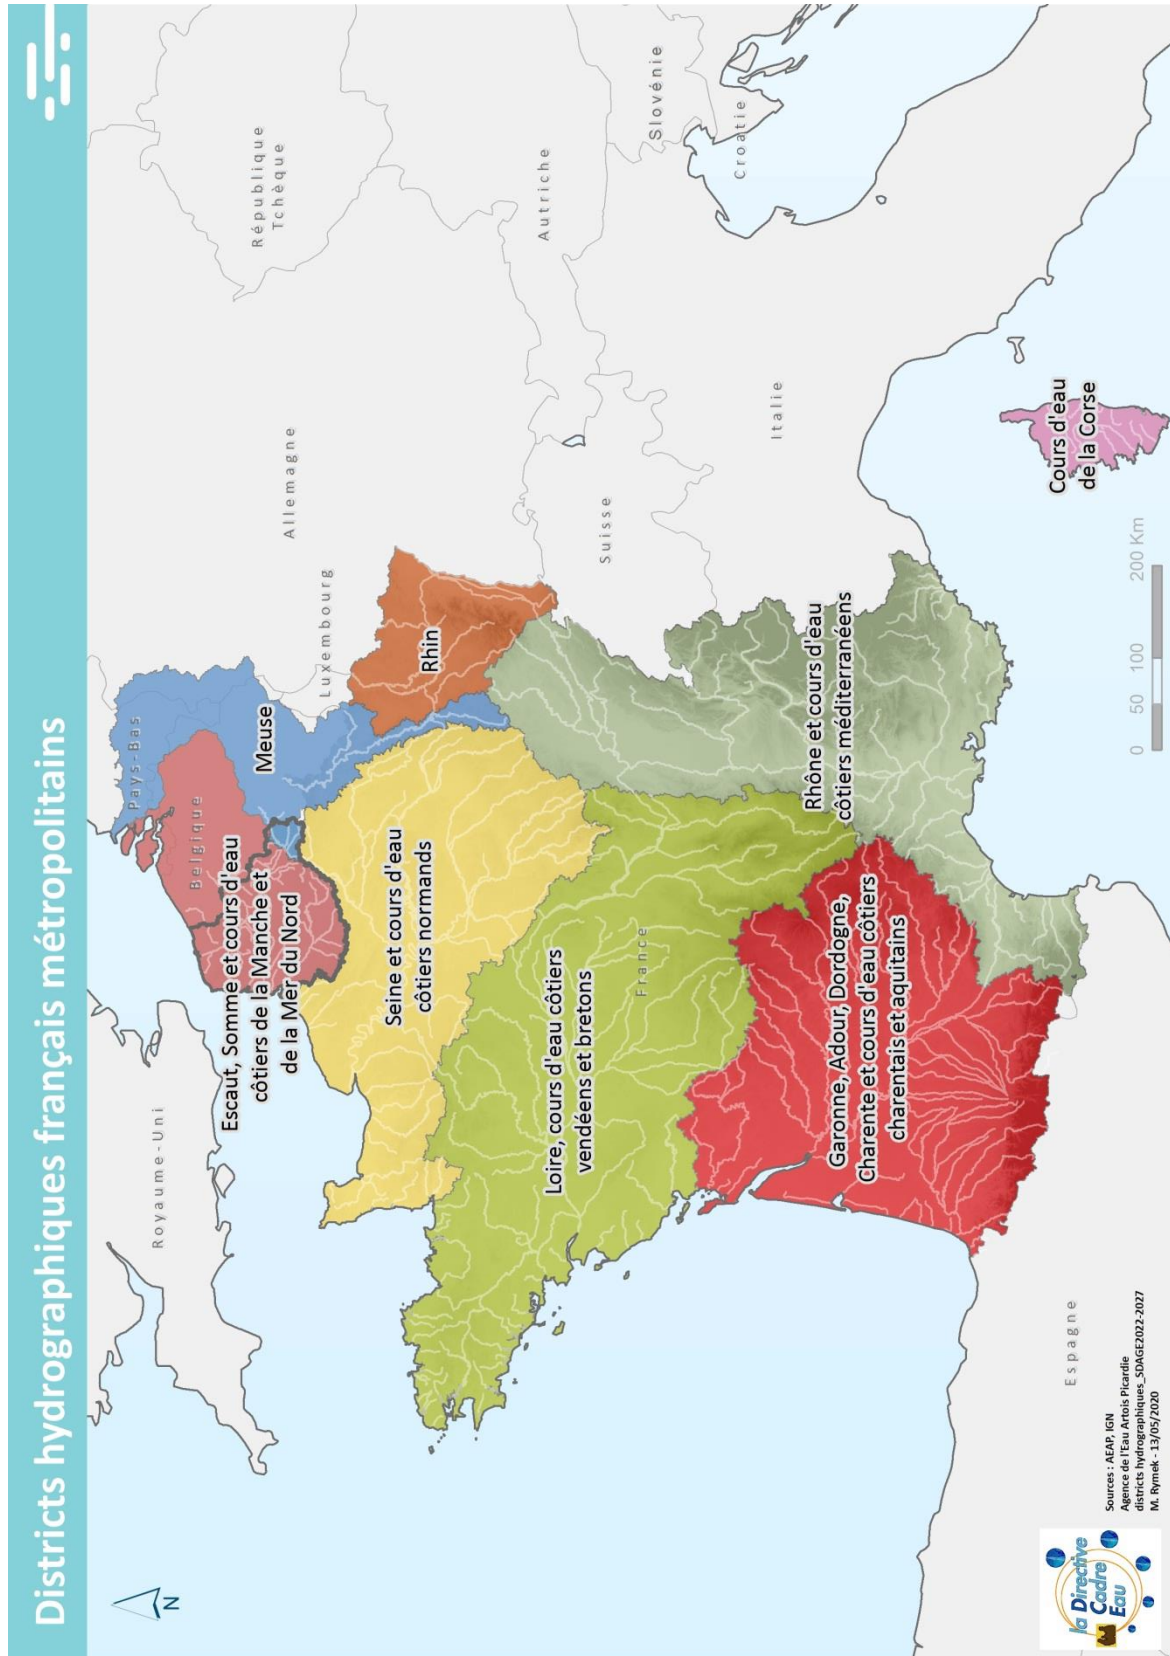 Districts hydrographiques français métropolitains
N
Royaume-Uni
Pays-Bas
Belgique
Allemagne
Luxembourg
République
Tchèque
Autriche
Slovénie
Croatie
Suisse
Italie
France
Espagne
Escaut, Somme et cours d'eau
côtiers de la Manche et
de la Mer du Nord
Meuse
Rhin
Seine et cours d'eau
côtiers normands
Loire, cours d'eau côtiers
vendéens et bretons
Rhône et cours d'eau
côtiers méditerranéens
Garonne, Adour, Dordogne,
Charente et cours d'eau côtiers
charentais et aquitains
Cours d'eau
de la Corse
0 50 100 200 Km
la Directive
Cadre
Eau
Sources : AEAP, IGN
Agence de l'Eau Artois Picardie
districts hydrographiques_SDAGE2022-2027
M. Rymek - 13/05/2020